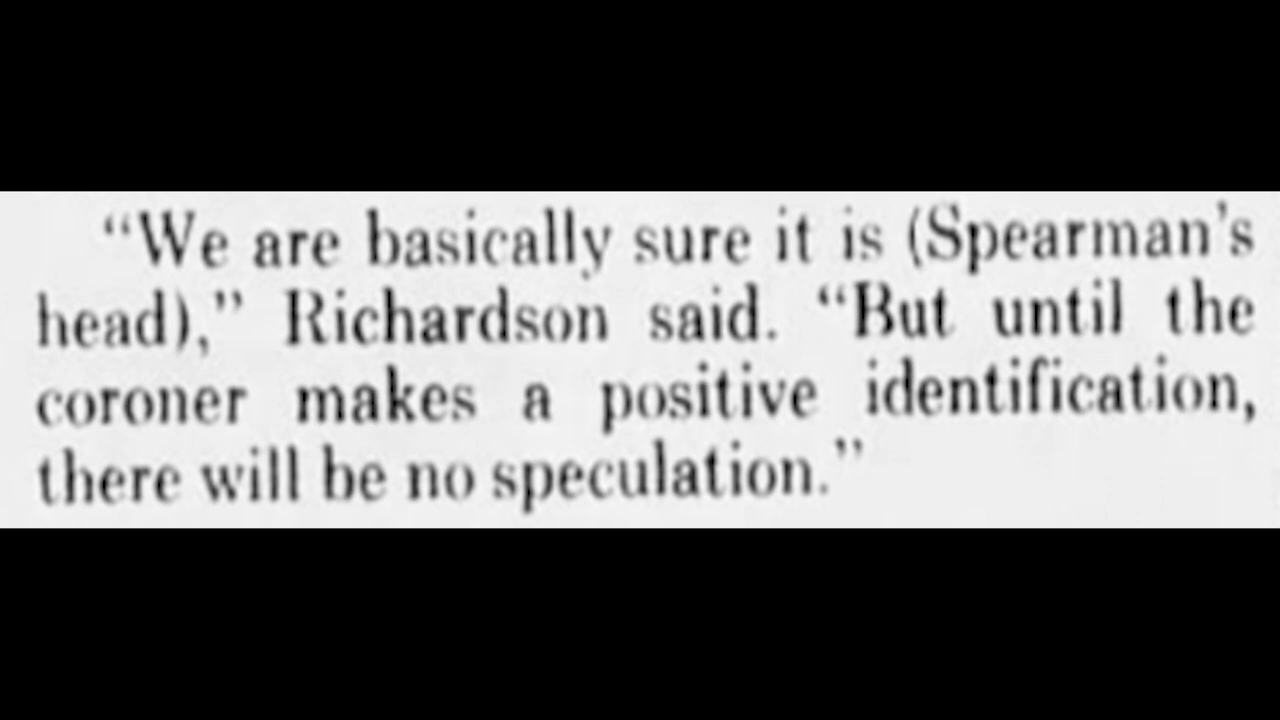 “We are basically sure it is (Spearman’s
head),” Richardson said. “But until the
coroner makes a positive identification,
there will be no speculation.”